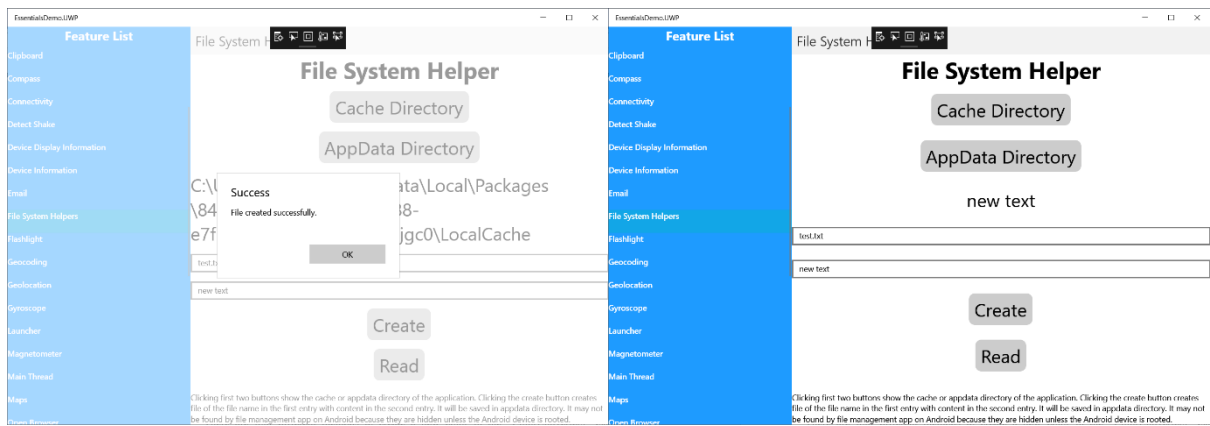 EssentialsDemo.UWP
Feature List
Clipboard
Compass
Connectivity
Detect Shake
Device Display Information
Device Information
Email
File System Helpers
Flashlight
Geocoding
Geolocation
Gyroscope
Launcher
Magnetometer
Main Thread
Maps
Open Browser
File System H
File System Helper
Cache Directory
AppData Directory
C:\U
ata\Local\Packages
\84
38-
e7f
jgc0\LocalCache
Success
File created successfully.
OK
test.t
new text
Create
Read
Clicking first two buttons show the cache or appdata directory of the application. Clicking the create button creates
file of the file name in the first entry with content in the second entry. It will be saved in appdata directory. It may not
be found by file management app on Android because they are hidden unless the Android device is rooted.
EssentialsDemo.UWP
Feature List
Clipboard
Compass
Connectivity
Detect Shake
Device Display Information
Device Information
Email
File System Helpers
Flashlight
Geocoding
Geolocation
Gyroscope
Launcher
Magnetometer
Main Thread
Maps
Open Browser
File System H
File System Helper
Cache Directory
AppData Directory
new text
test.txt
new text
Create
Read
Clicking first two buttons show the cache or appdata directory of the application. Clicking the create button creates
file of the file name in the first entry with content in the second entry. It will be saved in appdata directory. It may not
be found by file management app on Android because they are hidden unless the Android device is rooted.